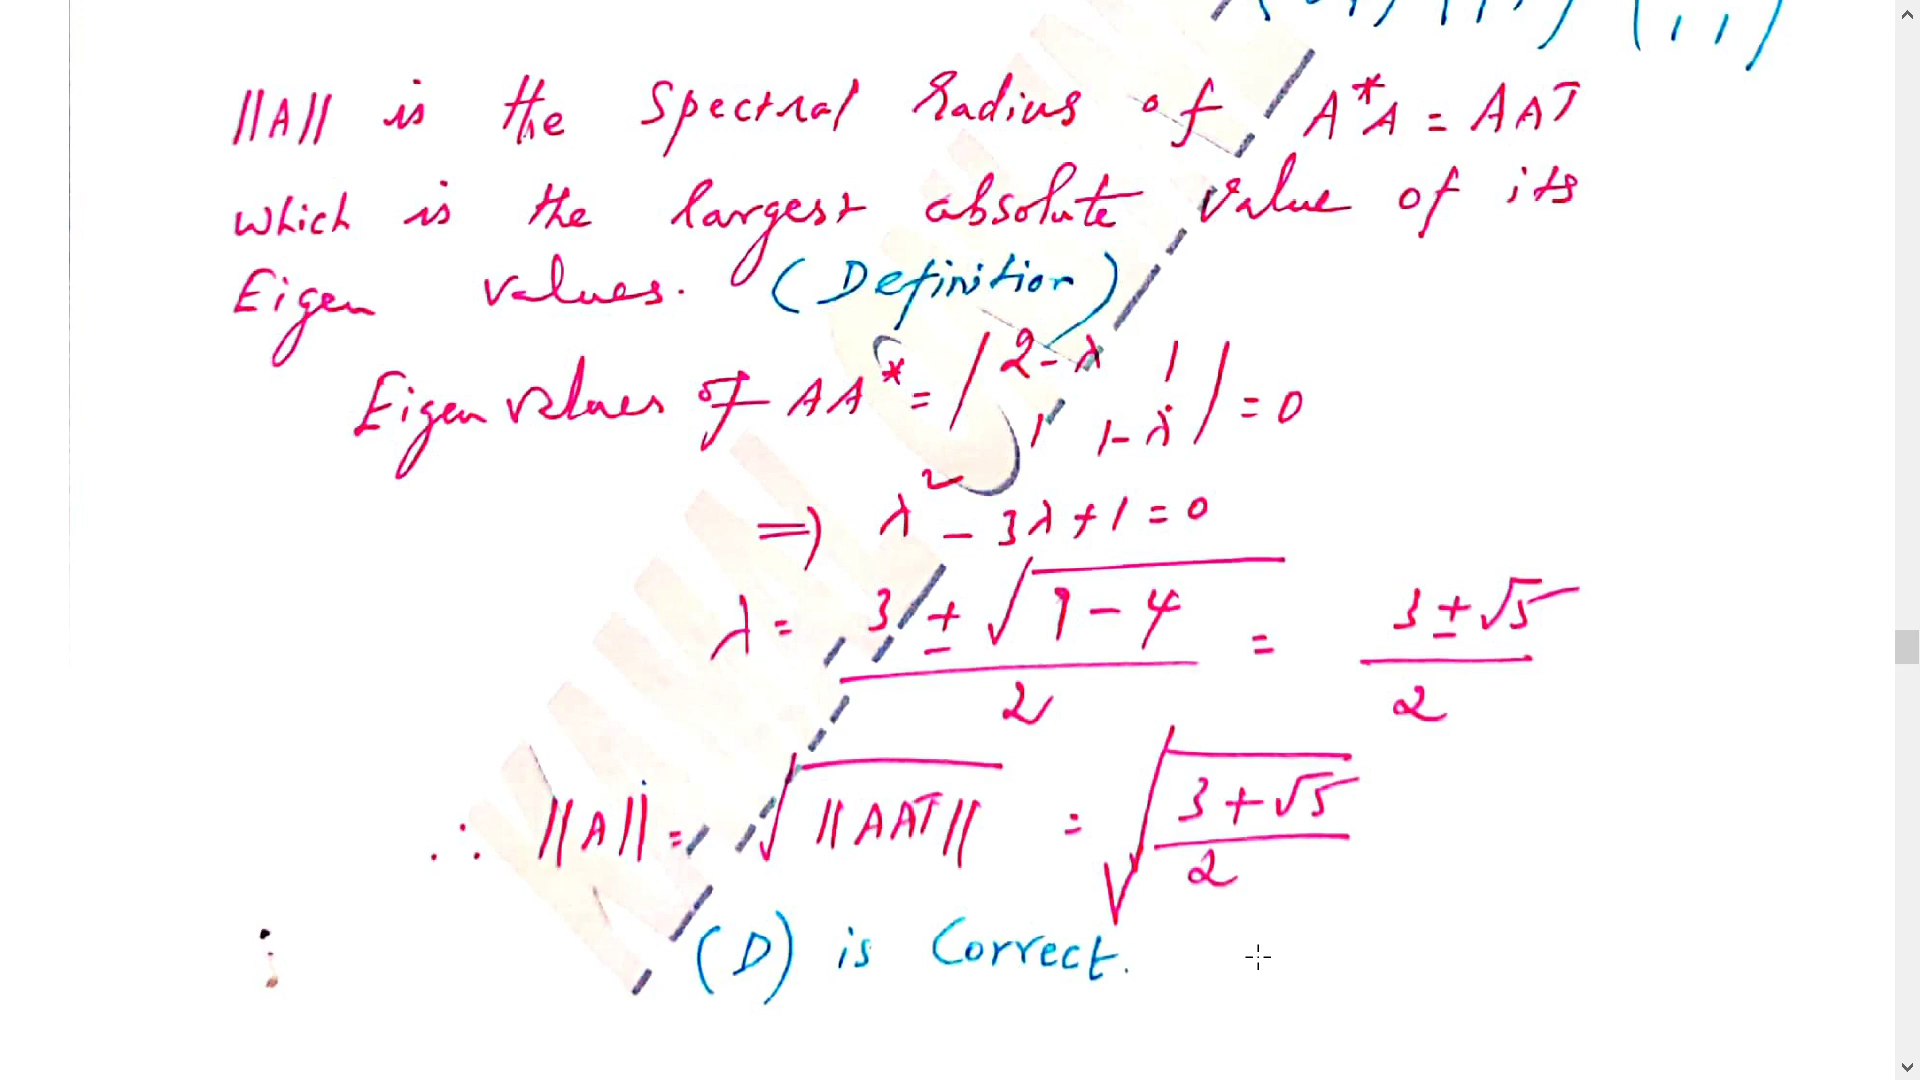 ||A|| is the Spectral Radius of A*A = AAT
which is the largest absolute value of its
Eigen values. (Definition)
Eigen values of AA* = | 2-λ 1 | = 0
1 1-λ
⇒ λ² - 3λ + 1 = 0
λ = 3 ± √9 - 4 / 2 = 3 ± √5 / 2
∴ ||A|| = √||AAT|| = √3 + √5 / 2
(D) is Correct.